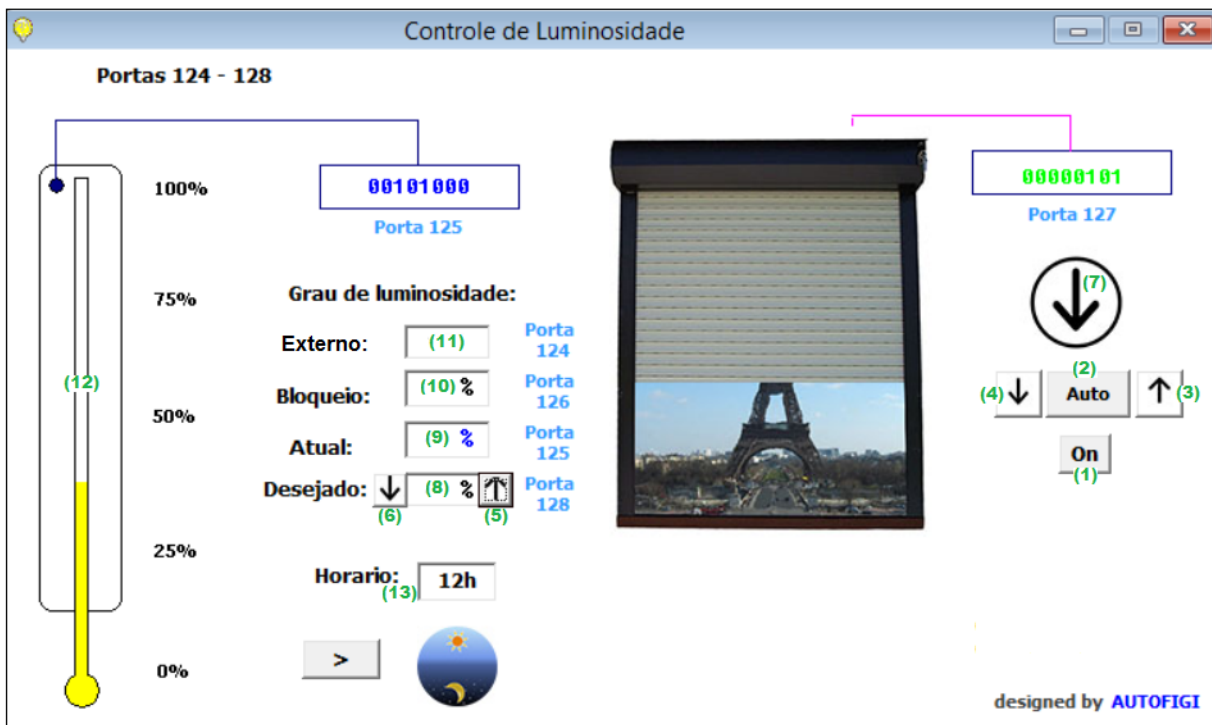 Controle de Luminosidade
Portas 124 - 128
00101000
Porta 125
00000101
Porta 127
100%
75%
(12)
50%
25%
0%
Grau de luminosidade:
Externo: (11) Porta 124
Bloqueio: (10) % Porta 126
Atual: (9) % Porta 125
Desejado: (8) % Porta 128
(6) (5)
Horario: 12h
(13)
>
(7)
(2)
(4) Auto (3)
On
(1)
designed by AUTOFIGI